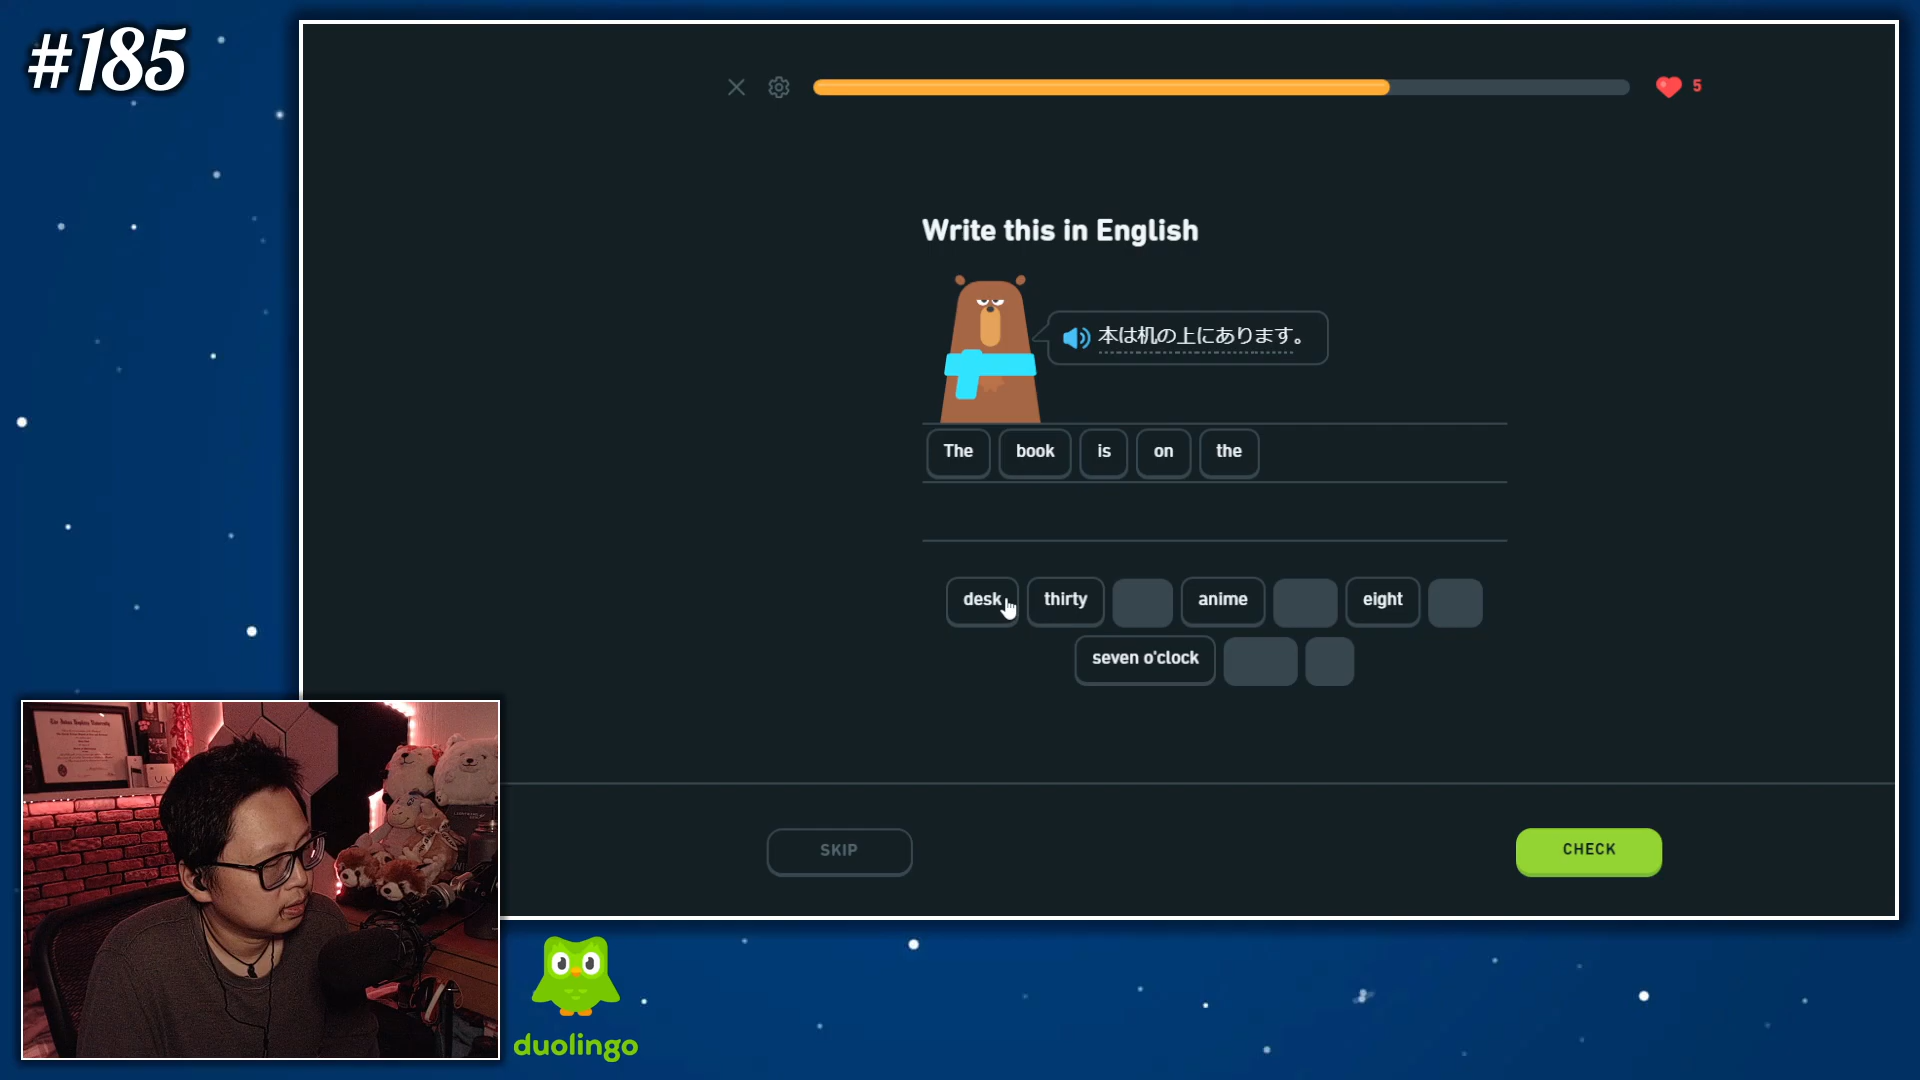 #185
5
Write this in English
本は机の上にあります。
The book is on the
desk thirty anime eight
seven o'clock
SKIP
CHECK
duolingo